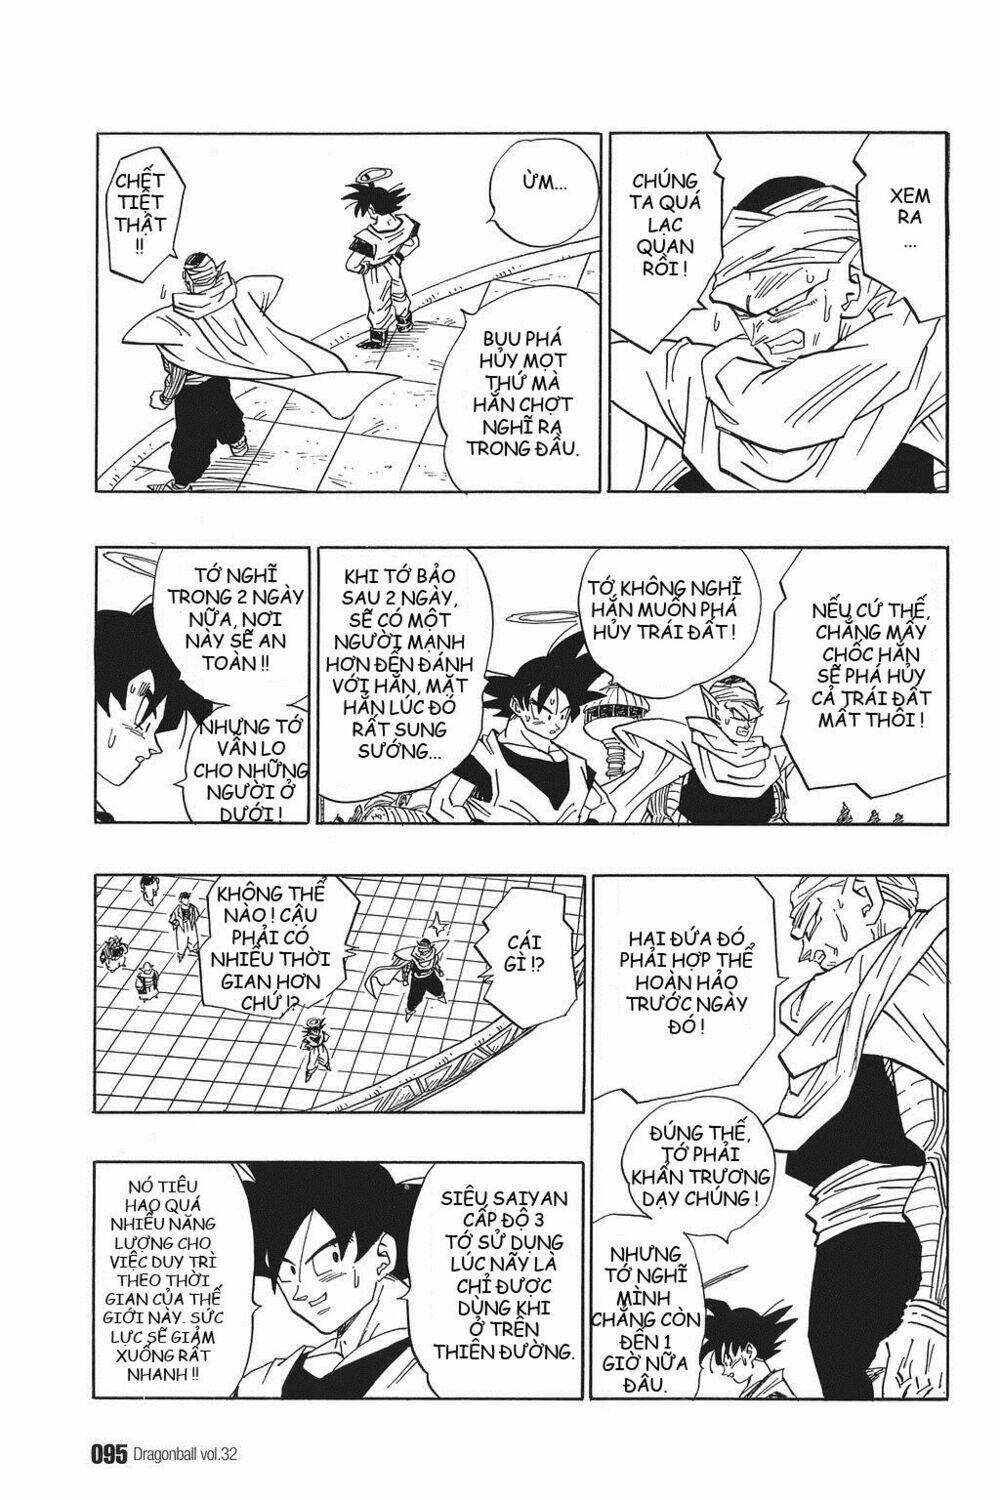 XEM
RA
...
CHÚNG
TA QUÁ
LẠC
QUAN
RỒI !
ỪM...
BUU PHÁ
HỦY MỌT
THỨ MÀ
HẮN CHỢT
NGHĨ RA
TRONG ĐẦU.
CHẾT
TIỆT
THẬT
!!
NẾU CỨ THẾ,
CHẲNG MẤY
CHỐC HẮN
SẼ PHÁ HỦY
CẢ TRÁI ĐẤT
MẤT THÔI !
TỚ KHÔNG NGHĨ
HẮN MUỐN PHÁ
HỦY TRÁI ĐẤT !
KHI TỚ BẢO
SAU 2 NGÀY,
SẼ CÓ MỘT
NGƯỜI MẠNH
HƠN ĐẾN ĐÁNH
VỚI HẮN, MẶT
HẮN LÚC ĐÓ
RẤT SUNG
SƯỚNG...
TỚ NGHĨ
TRONG 2 NGÀY
NỮA, NƠI
NÀY SẼ AN
TOÀN !!
NHƯNG TỚ
VẪN LO
CHO NHỮNG
NGƯỜI Ở
DƯỚI !
HAI ĐỨA ĐÓ
PHẢI HỢP THỂ
HOÀN HẢO
TRƯỚC NGÀY
ĐÓ !
ĐÚNG THẾ,
TỚ PHẢI
KHẨN TRƯƠNG
DẠY CHÚNG !
NHƯNG
TỚ NGHĨ
MÌNH
CHẲNG CÒN
ĐẾN 1
GIỜ NỮA
ĐÂU.
CÁI
GÌ !?
KHÔNG THỂ
NÀO ! CẬU
PHẢI CÓ
NHIỀU THỜI
GIAN HƠN
CHỨ !?
SIÊU SAIYAN
CẤP ĐỘ 3
TỚ SỬ DỤNG
LÚC NÃY LÀ
CHỈ ĐƯỢC
DÙNG KHI
Ở TRÊN
THIÊN ĐƯỜNG.
NÓ TIÊU
HAO QUÁ
NHIỀU NĂNG
LƯỢNG CHO
VIỆC DUY TRÌ
THEO THỜI
GIAN CỦA THẾ
GIỚI NÀY. SỨC
LỰC SẼ GIẢM
XUỐNG RẤT
NHANH !!
095 Dragonball vol.32